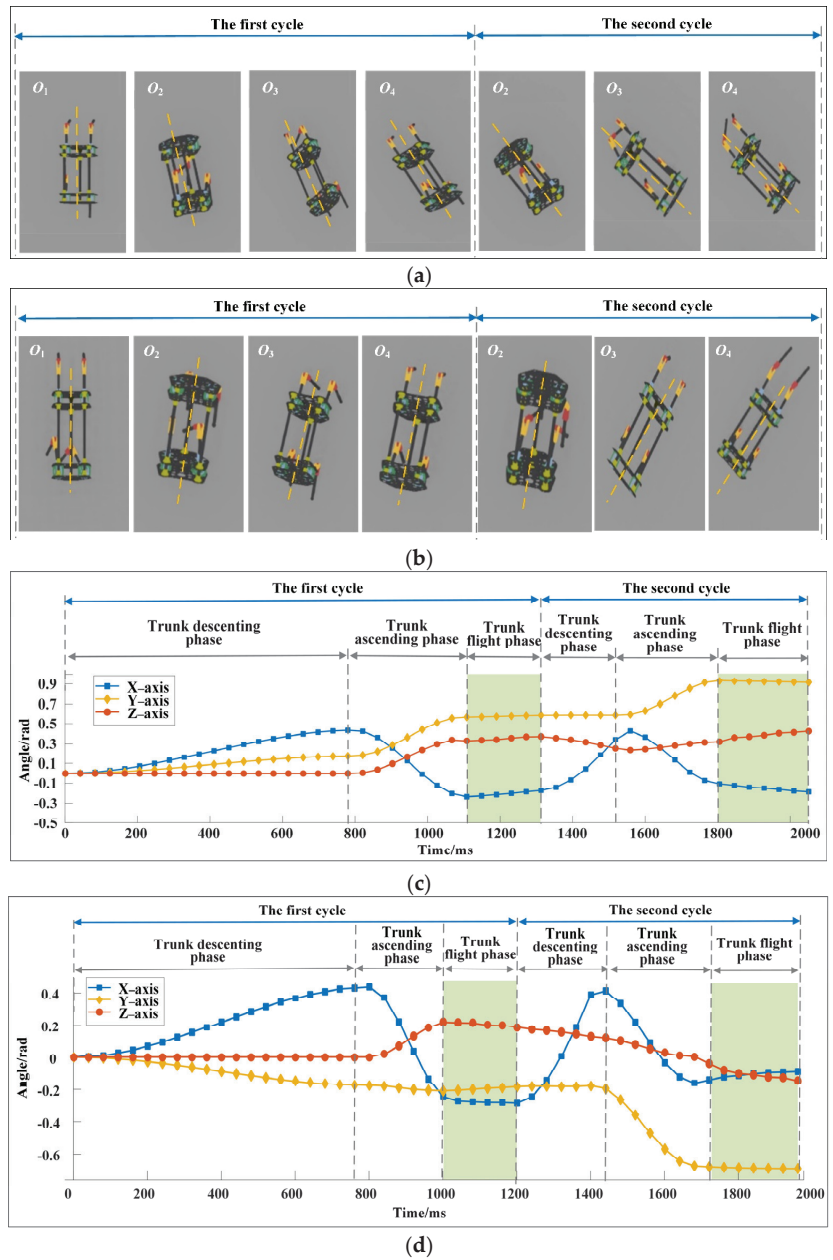 The first cycle The second cycle
O1 O2 O3 O4 O2 O3 O4
(a)
The first cycle The second cycle
O1 O2 O3 O4 O2 O3 O4
(b)
The first cycle The second cycle
Trunk descenting phase Trunk ascending phase Trunk flight phase Trunk descenting phase Trunk ascending phase Trunk flight phase
X–axis
Y–axis
Z–axis
Angle/rad
0.9
0.7
0.5
0.3
0.1
-0.1
-0.3
-0.5
0 200 400 600 800 1000 1200 1400 1600 1800 2000
Time/ms
(c)
The first cycle The second cycle
Trunk descenting phase Trunk ascending phase Trunk flight phase Trunk descenting phase Trunk ascending phase Trunk flight phase
X–axis
Y–axis
Z–axis
Angle/rad
0.4
0.2
0
-0.2
-0.4
-0.6
0 200 400 600 800 1000 1200 1400 1600 1800 2000
Time/ms
(d)